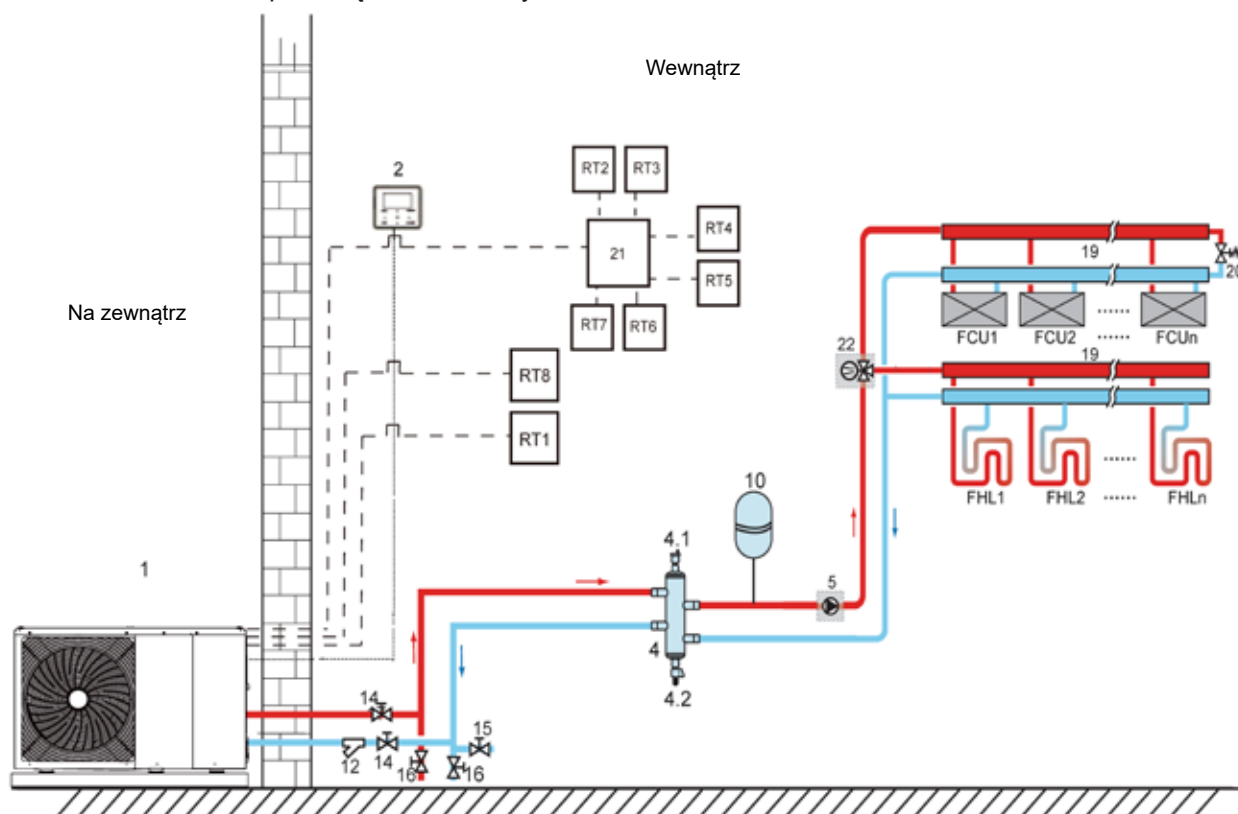 Wewnątrz
2
RT2
RT3
RT4
21
RT5
19
20
Na zewnątrz
RT7
RT6
FCU1
FCU2
......
FCUn
22
19
RT8
RT1
10
......
FHL1
FHL2
......
FHLn
4.1
1
5
4
4.2
14
15
12
14
16
16